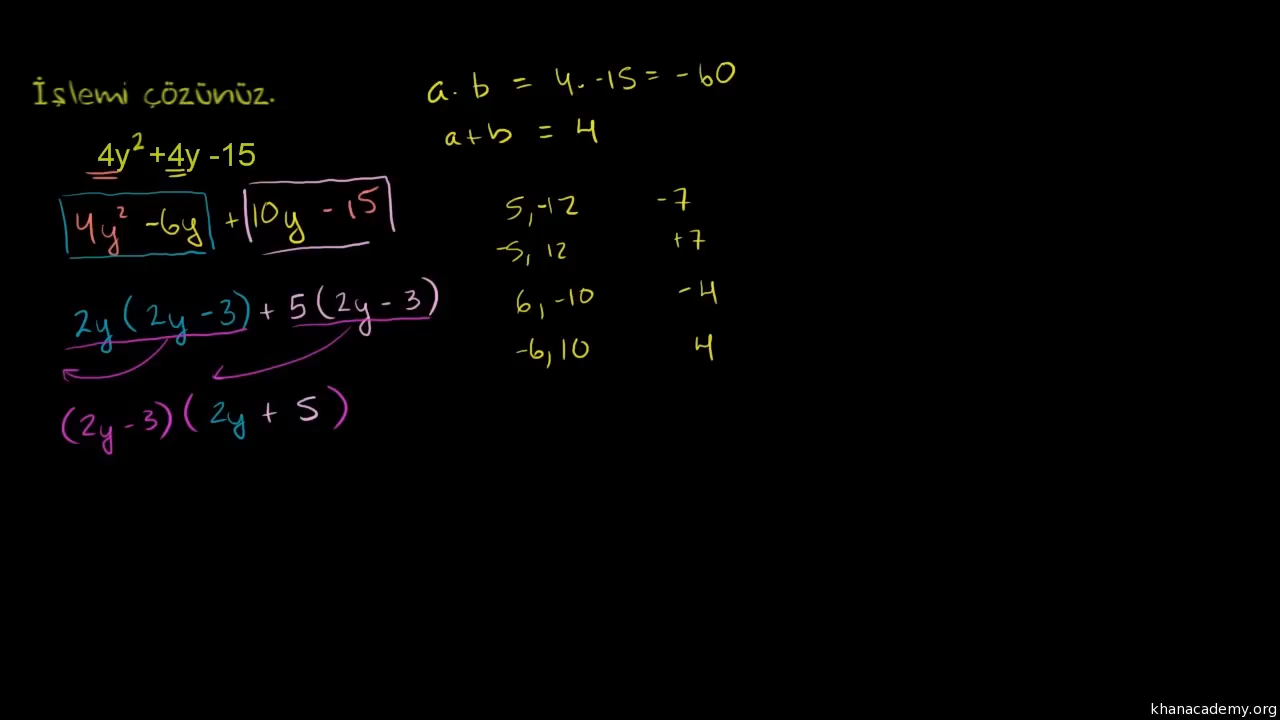 İşlemi çözünüz.
4y² +4y -15
4y² -6y + 10y - 15
2y(2y - 3) + 5(2y - 3)
(2y - 3)(2y + 5)
a . b = 4 . -15 = -60
a + b = 4
5, -12 -7
-5, 12 +7
6, -10 -4
-6, 10 4
khanacademy.org